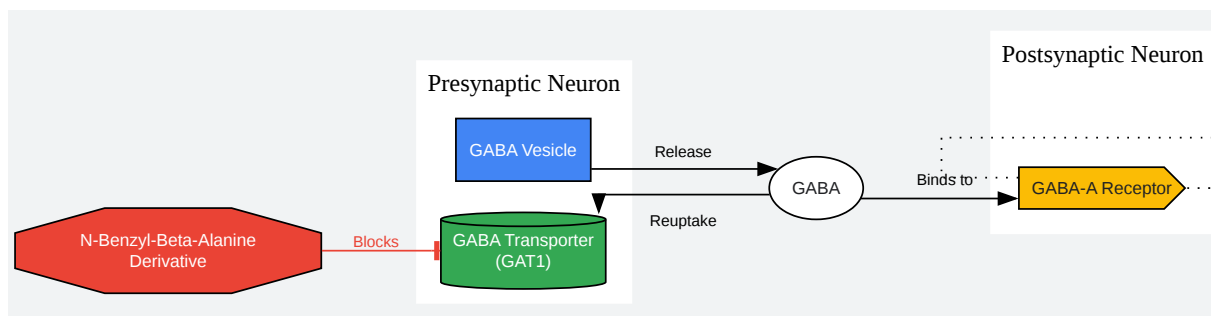 Postsynaptic Neuron
Presynaptic Neuron
GABA Vesicle
Release
GABA
Binds to
GABA-A Receptor
Reuptake
N-Benzyl-Beta-Alanine
Derivative
Blocks
GABA Transporter
(GAT1)